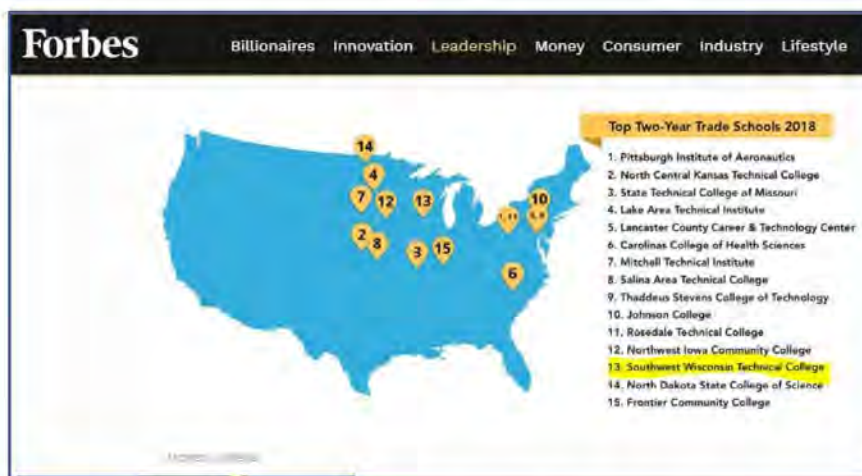 Forbes
Billionaires Innovation Leadership Money Consumer Industry Lifestyle
Top Two-Year Trade Schools 2018
1. Pittsburgh Institute of Aeronautics
2. North Central Kansas Technical College
3. State Technical College of Missouri
4. Lake Area Technical Institute
5. Lancaster County Career & Technology Center
6. Carolinas College of Health Sciences
7. Mitchell Technical Institute
8. Salina Area Technical College
9. Thaddeus Stevens College of Technology
10. Johnson College
11. Rosedale Technical College
12. Northwest Iowa Community College
13. Southwest Wisconsin Technical College
14. North Dakota State College of Science
15. Frontier Community College
14
4
7 12 13 10
1, 11
2 8 3 15
6